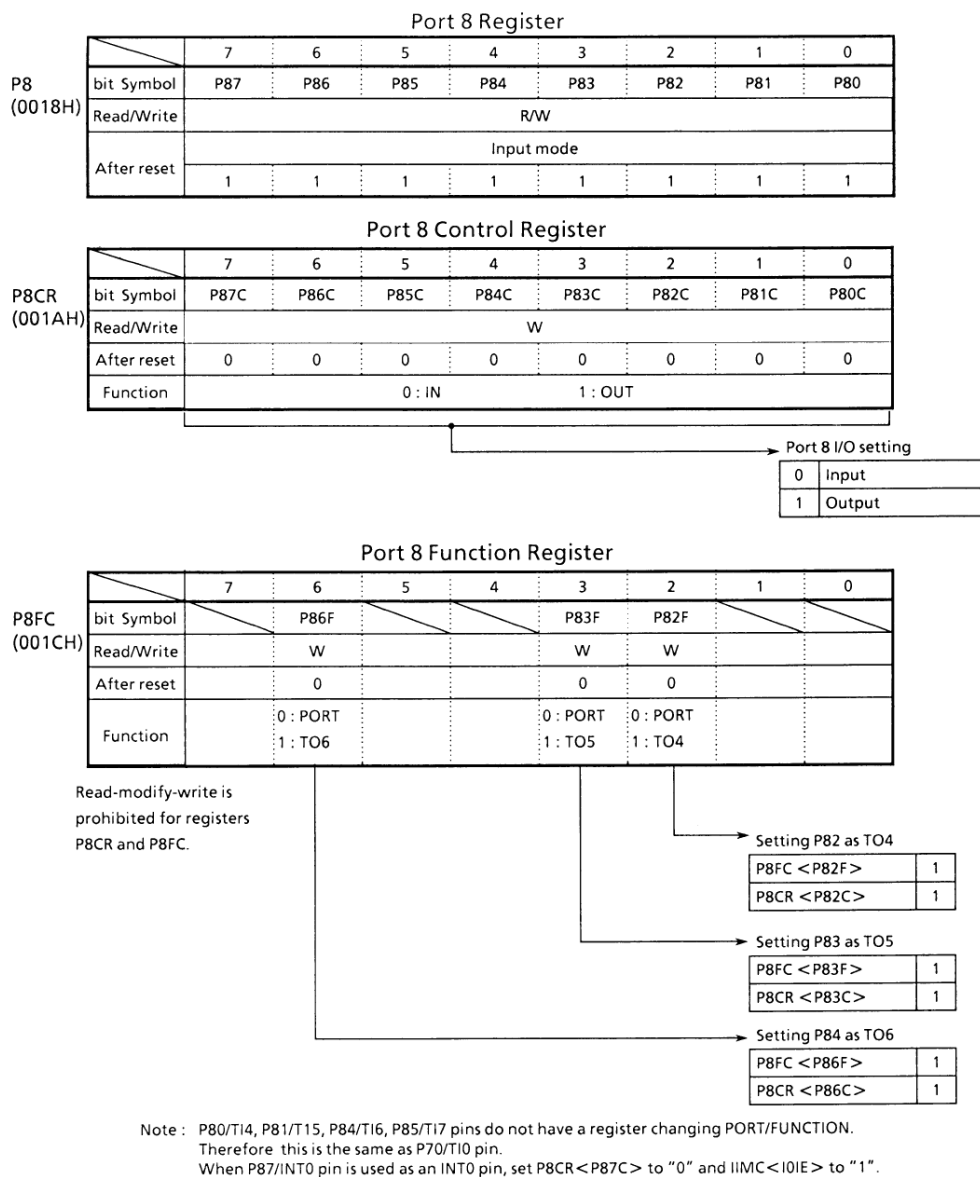 Port 8 Register
7 6 5 4 3 2 1 0
P8
(0018H)
bit Symbol P87 P86 P85 P84 P83 P82 P81 P80
Read/Write R/W
After reset Input mode
1 1 1 1 1 1 1 1
Port 8 Control Register
7 6 5 4 3 2 1 0
P8CR
(001AH)
bit Symbol P87C P86C P85C P84C P83C P82C P81C P80C
Read/Write W
After reset 0 0 0 0 0 0 0 0
Function 0 : IN 1 : OUT
Port 8 I/O setting
0 Input
1 Output
Port 8 Function Register
7 6 5 4 3 2 1 0
P8FC
(001CH)
bit Symbol P86F P83F P82F
Read/Write W W W
After reset 0 0 0
Function 0 : PORT 0 : PORT 0 : PORT
1 : TO6 1 : TO5 1 : TO4
Read-modify-write is
prohibited for registers
P8CR and P8FC.
Setting P82 as TO4
P8FC <P82F> 1
P8CR <P82C> 1
Setting P83 as TO5
P8FC <P83F> 1
P8CR <P83C> 1
Setting P84 as TO6
P8FC <P86F> 1
P8CR <P86C> 1
Note : P80/TI4, P81/T15, P84/TI6, P85/TI7 pins do not have a register changing PORT/FUNCTION.
Therefore this is the same as P70/TI0 pin.
When P87/INT0 pin is used as an INT0 pin, set P8CR<P87C> to "0" and IIMC<I0IE> to "1".